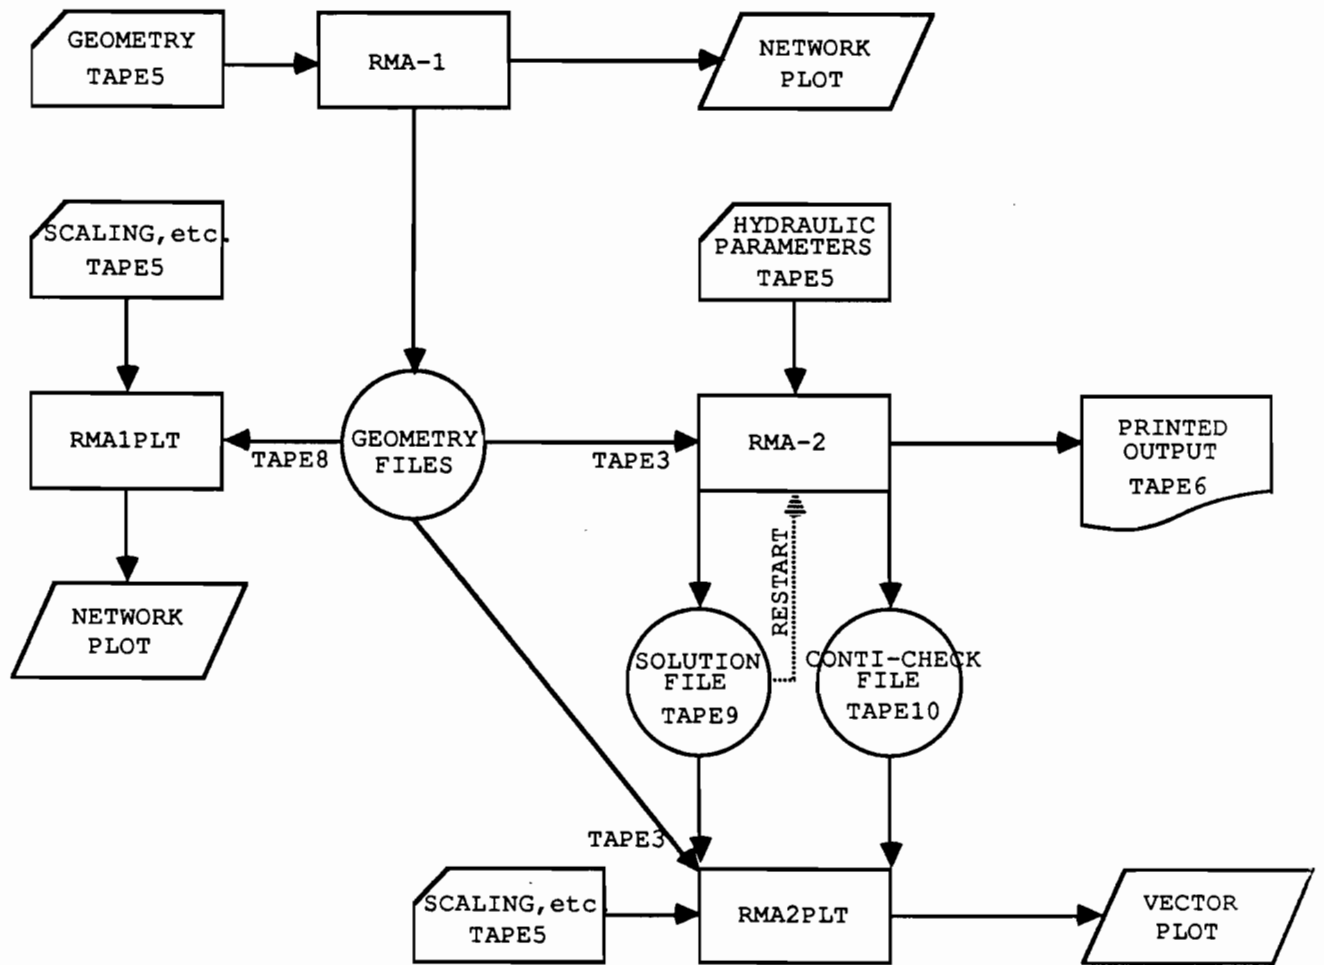 GEOMETRY
TAPE5
RMA-1
NETWORK
PLOT
SCALING,etc.
TAPE5
HYDRAULIC
PARAMETERS
TAPE5
RMA1PLT
TAPE8
GEOMETRY
FILES
TAPE3
RMA-2
PRINTED
OUTPUT
TAPE6
NETWORK
PLOT
RESTART
SOLUTION
FILE
TAPE9
CONTI-CHECK
FILE
TAPE10
TAPE3
SCALING,etc
TAPE5
RMA2PLT
VECTOR
PLOT